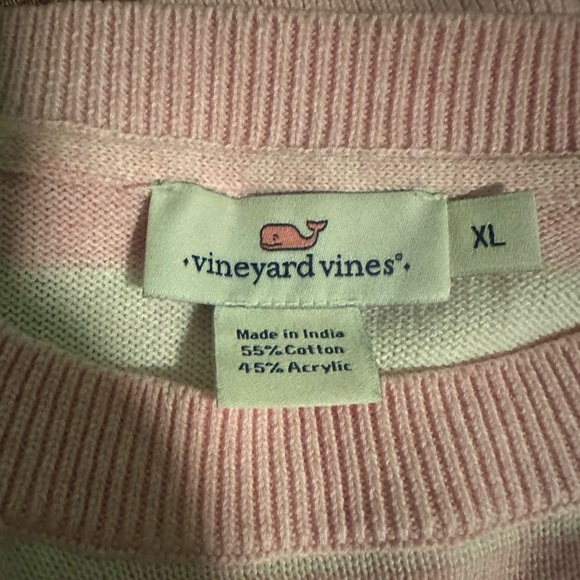 ·vineyard vines®·
XL
Made in India
55% Cotton
45% Acrylic